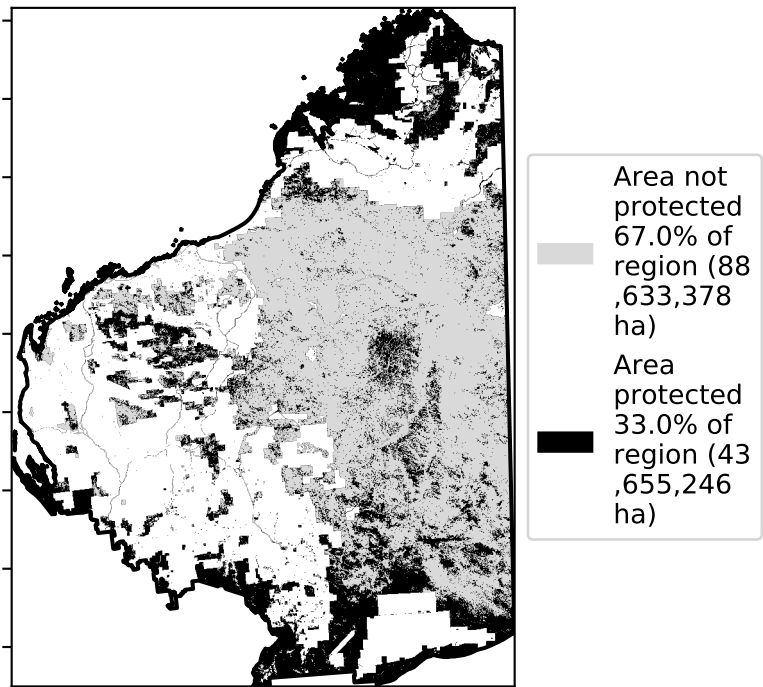 Area not
protected
67.0% of
region (88
,633,378
ha)
Area
protected
33.0% of
region (43
,655,246
ha)